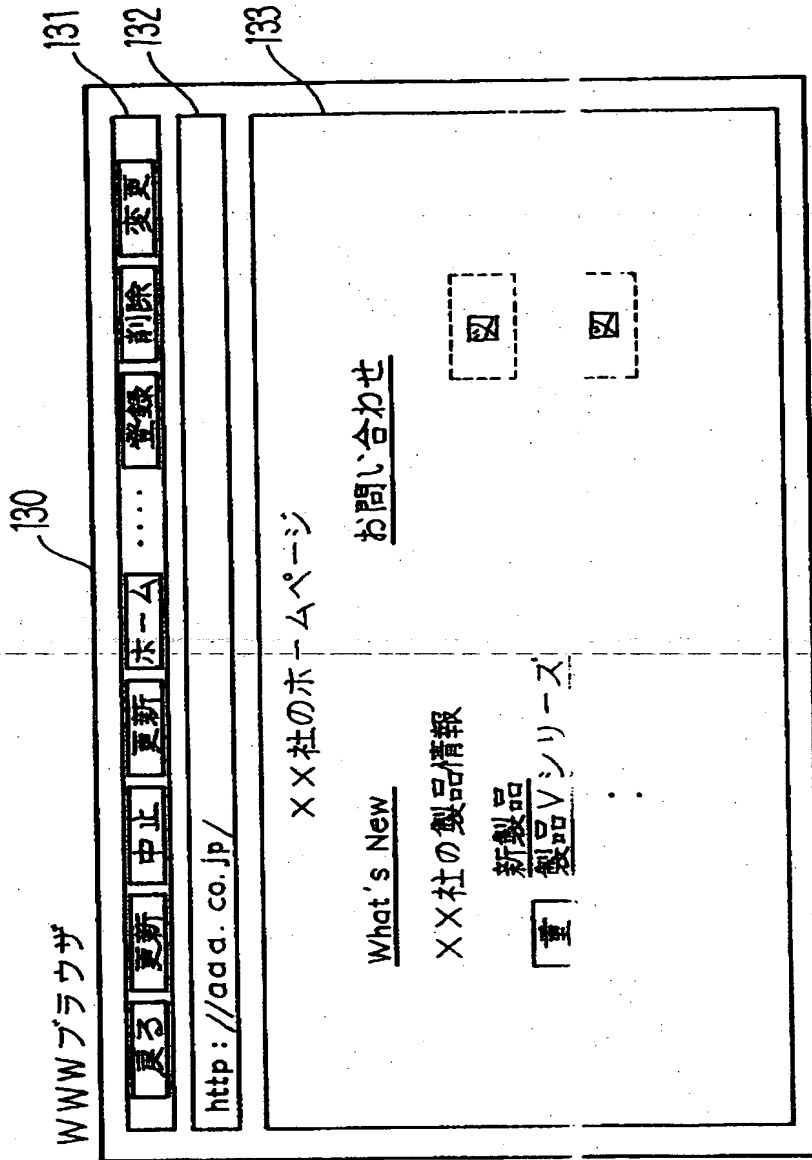 WWWブラウザ
130
131
132
133
戻る 更新 中止 更新 ホーム ‥‥ 登録 削除 変更
http://aaa.co.jp/
××社のホームページ
What's New お問い合わせ
××社の製品情報
新製品 図
重 製品Vシリーズ
図